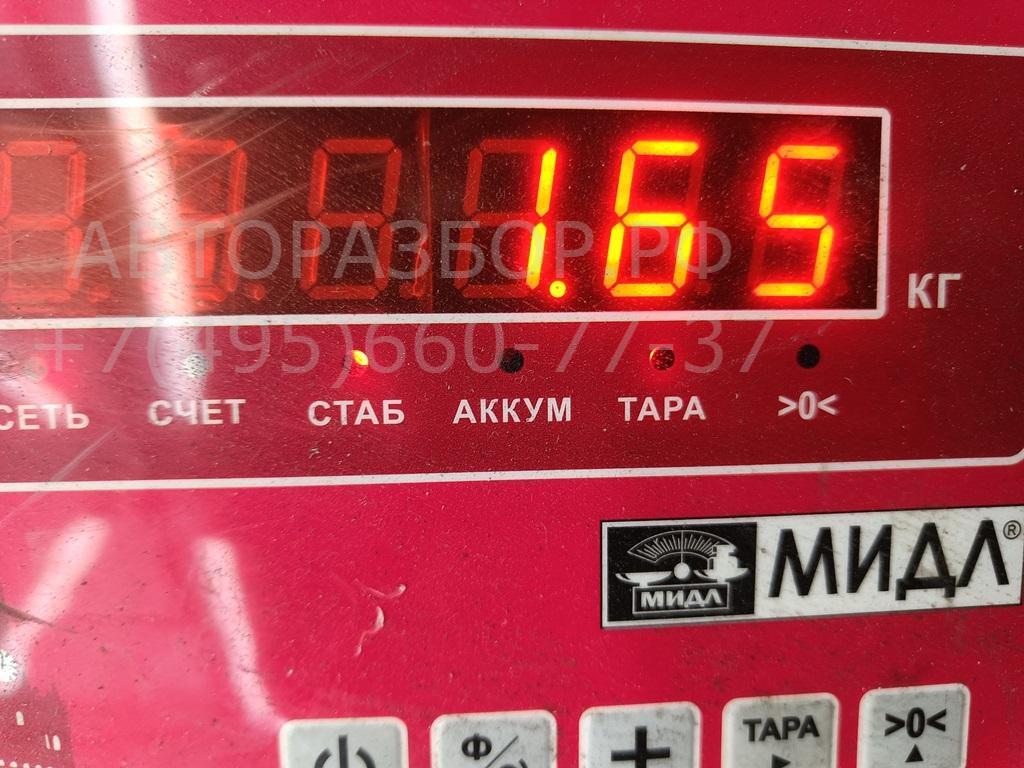 1.65
КГ
АВТОРАЗБОР.РФ
+7(495)660-77-37
СЕТЬ СЧЕТ СТАБ АККУМ ТАРА >0<
МИДЛ МИДЛ®
Ф/
+ ТАРА >0<